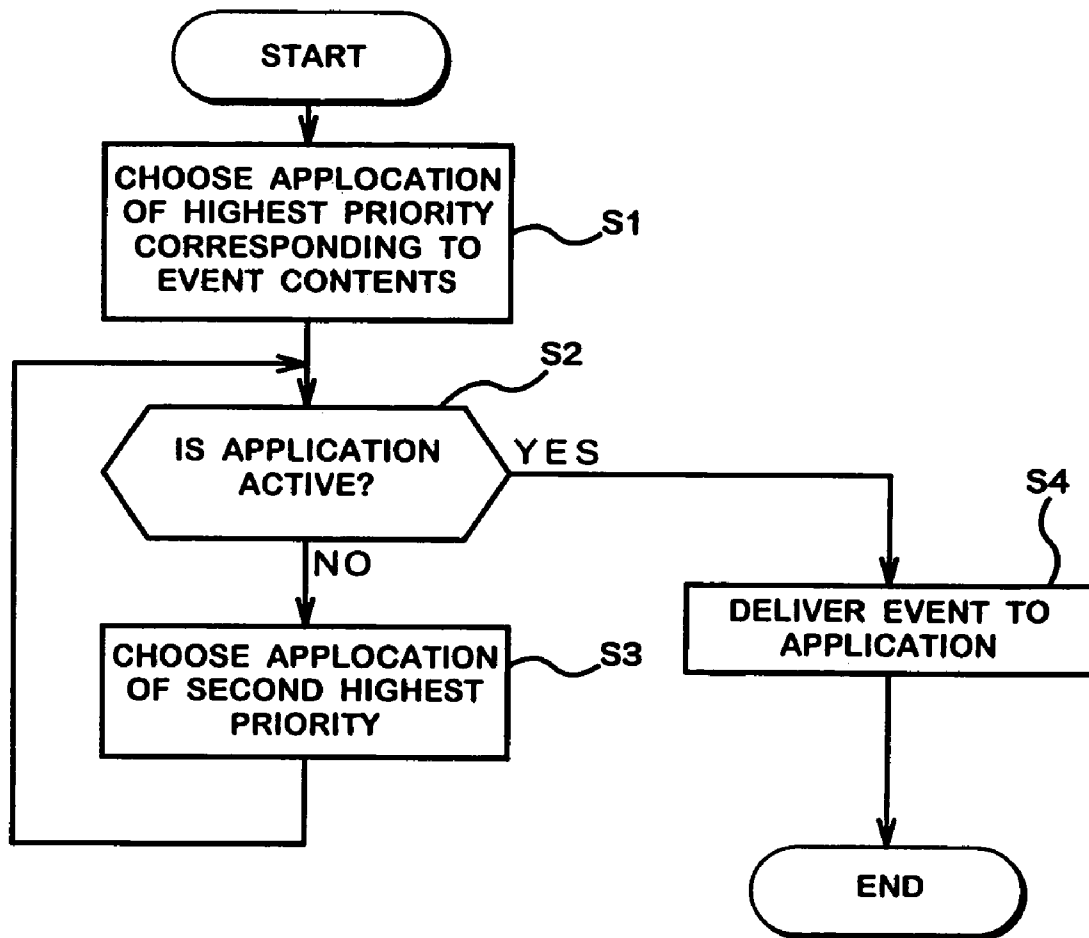 START
CHOOSE APPLOCATION
OF HIGHEST PRIORITY
CORRESPONDING TO
EVENT CONTENTS
S1
S2
IS APPLICATION
ACTIVE?
YES
NO
S4
DELIVER EVENT TO
APPLICATION
CHOOSE APPLOCATION
OF SECOND HIGHEST
PRIORITY
S3
END